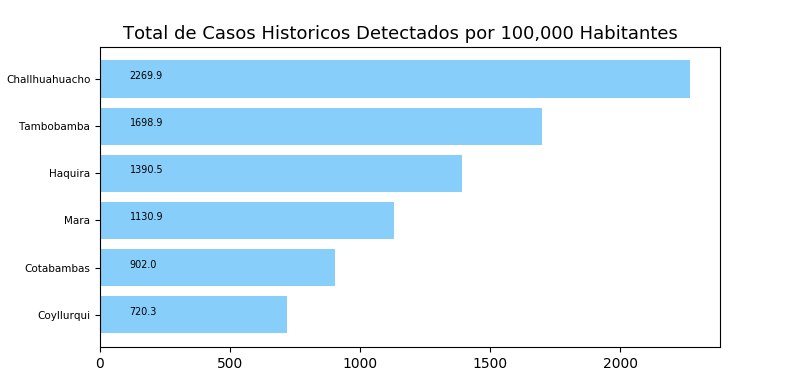 Total de Casos Historicos Detectados por 100,000 Habitantes
Challhuahuacho 2269.9
Tambobamba 1698.9
Haquira 1390.5
Mara 1130.9
Cotabambas 902.0
Coyllurqui 720.3
0 500 1000 1500 2000